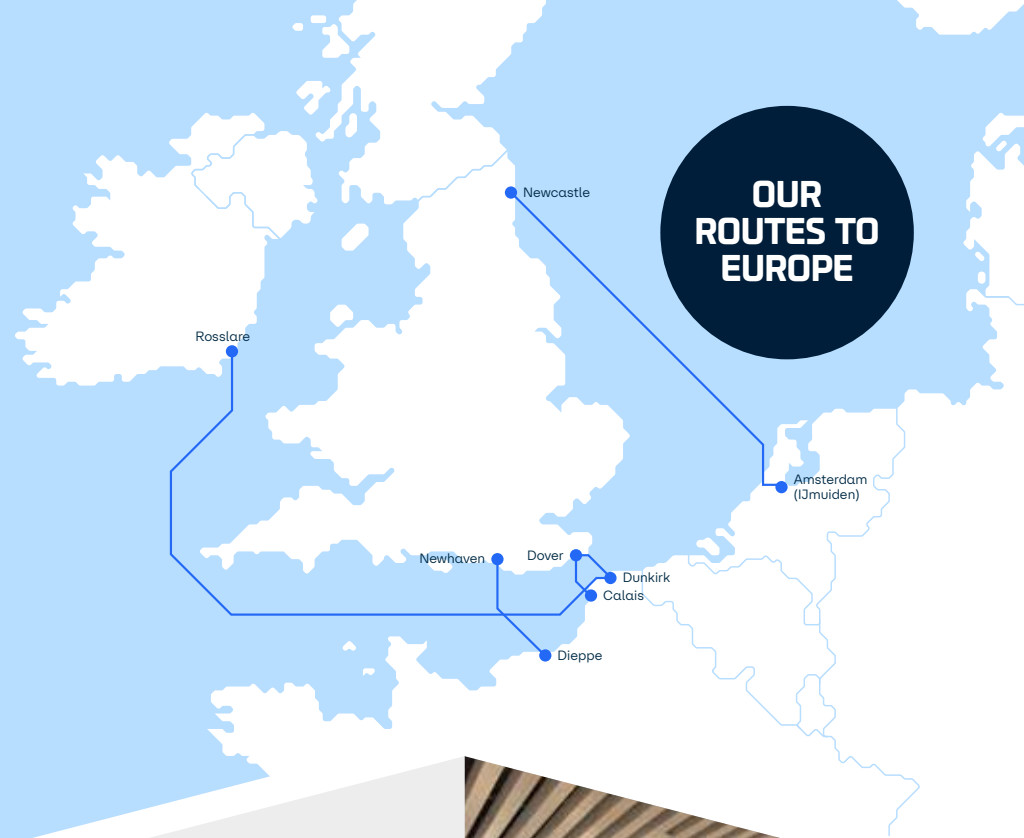 OUR
ROUTES TO
EUROPE
Newcastle
Rosslare
Amsterdam
(IJmuiden)
Newhaven
Dover
Dunkirk
Calais
Dieppe